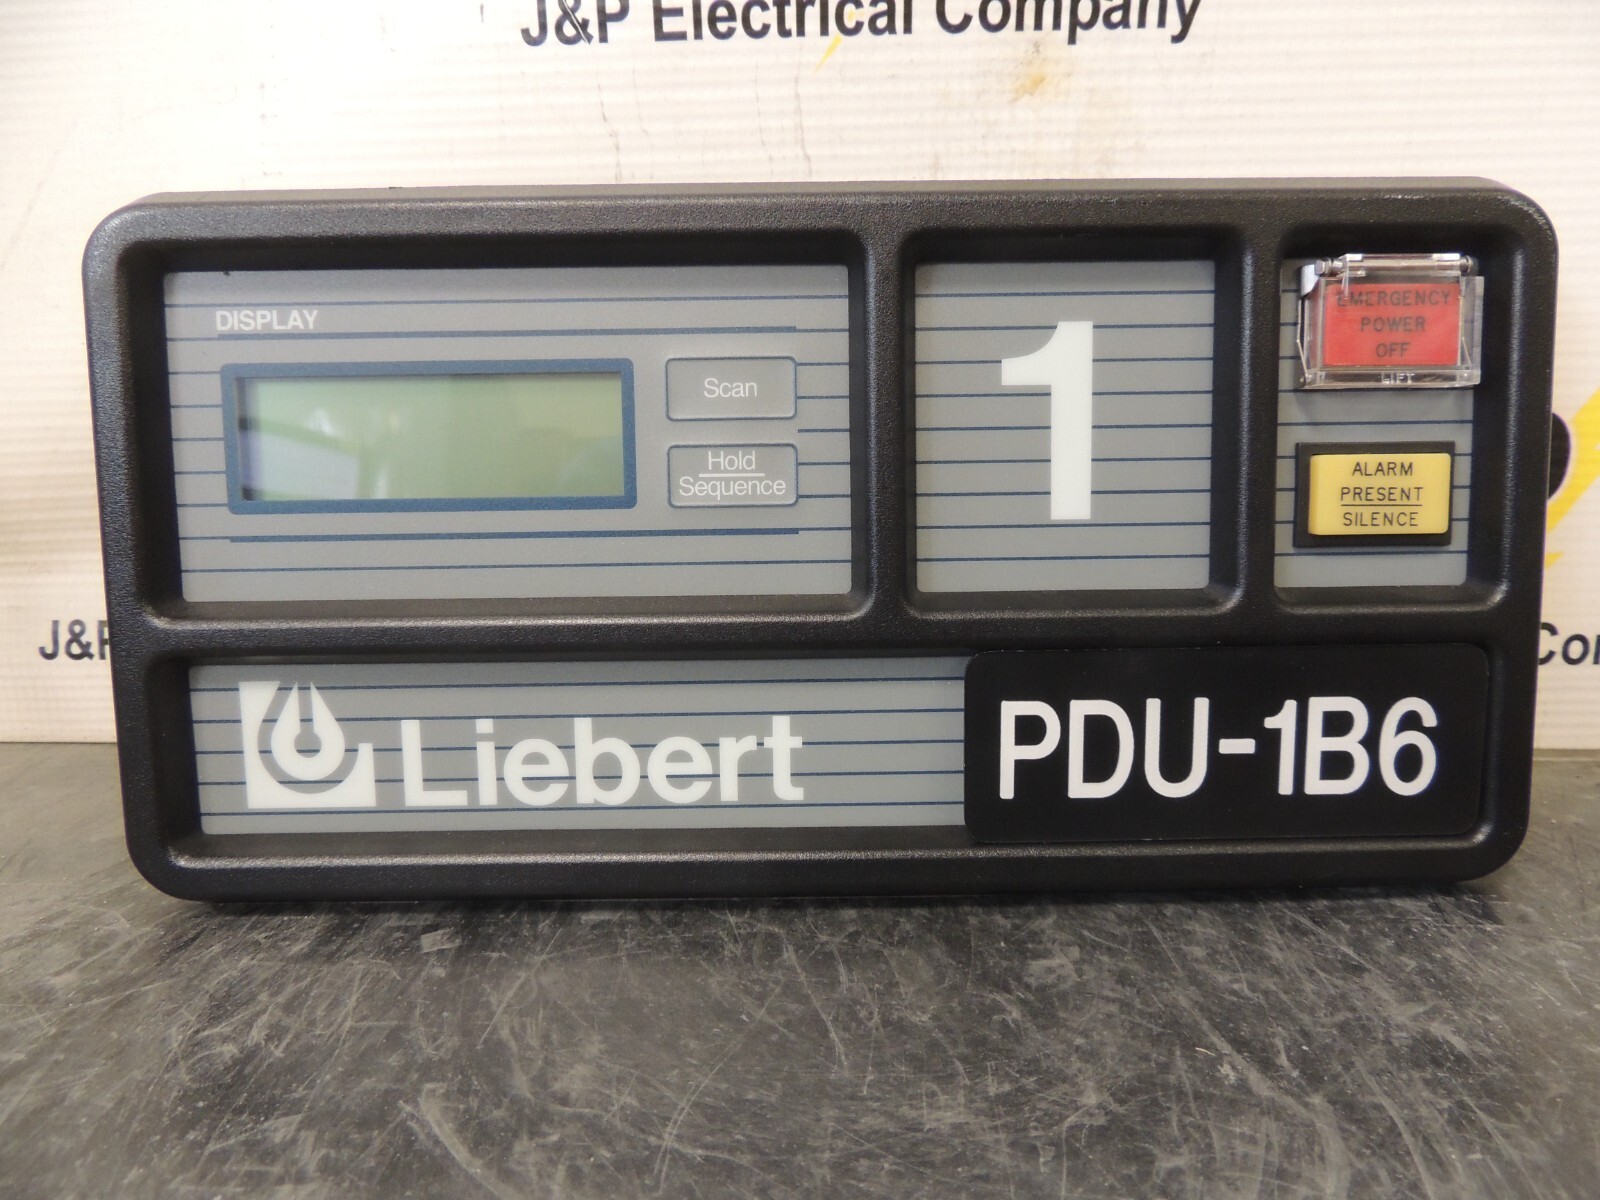 J&P Electrical Company
DISPLAY
Scan
Hold
Sequence
1
EMERGENCY
POWER
OFF
LIFT
ALARM
PRESENT
SILENCE
J&P
Liebert
PDU-1B6